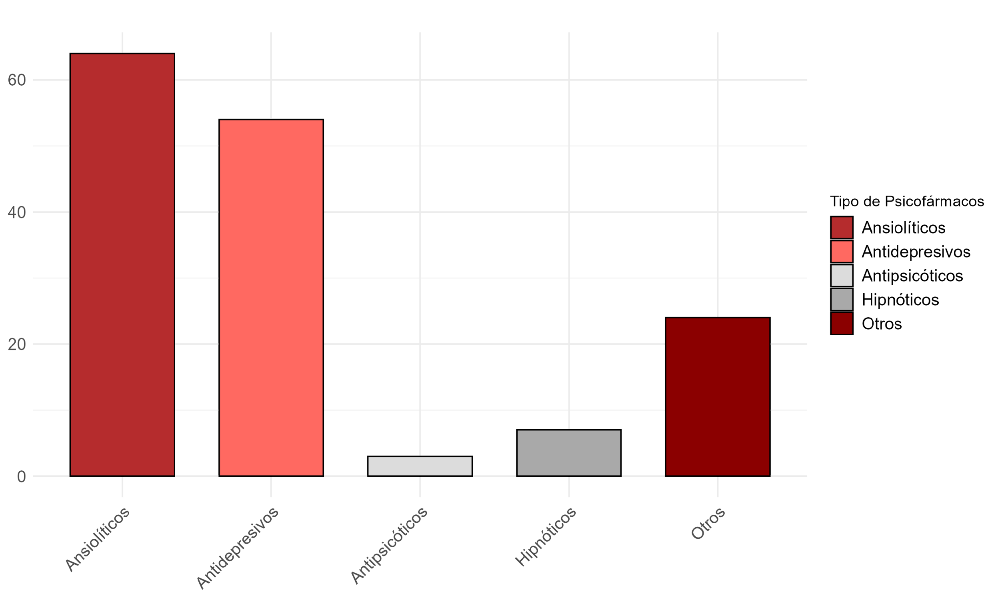 60
40
20
0
Ansiolíticos
Antidepresivos
Antipsicóticos
Hipnóticos
Otros
Tipo de Psicofármacos
Ansiolíticos
Antidepresivos
Antipsicóticos
Hipnóticos
Otros